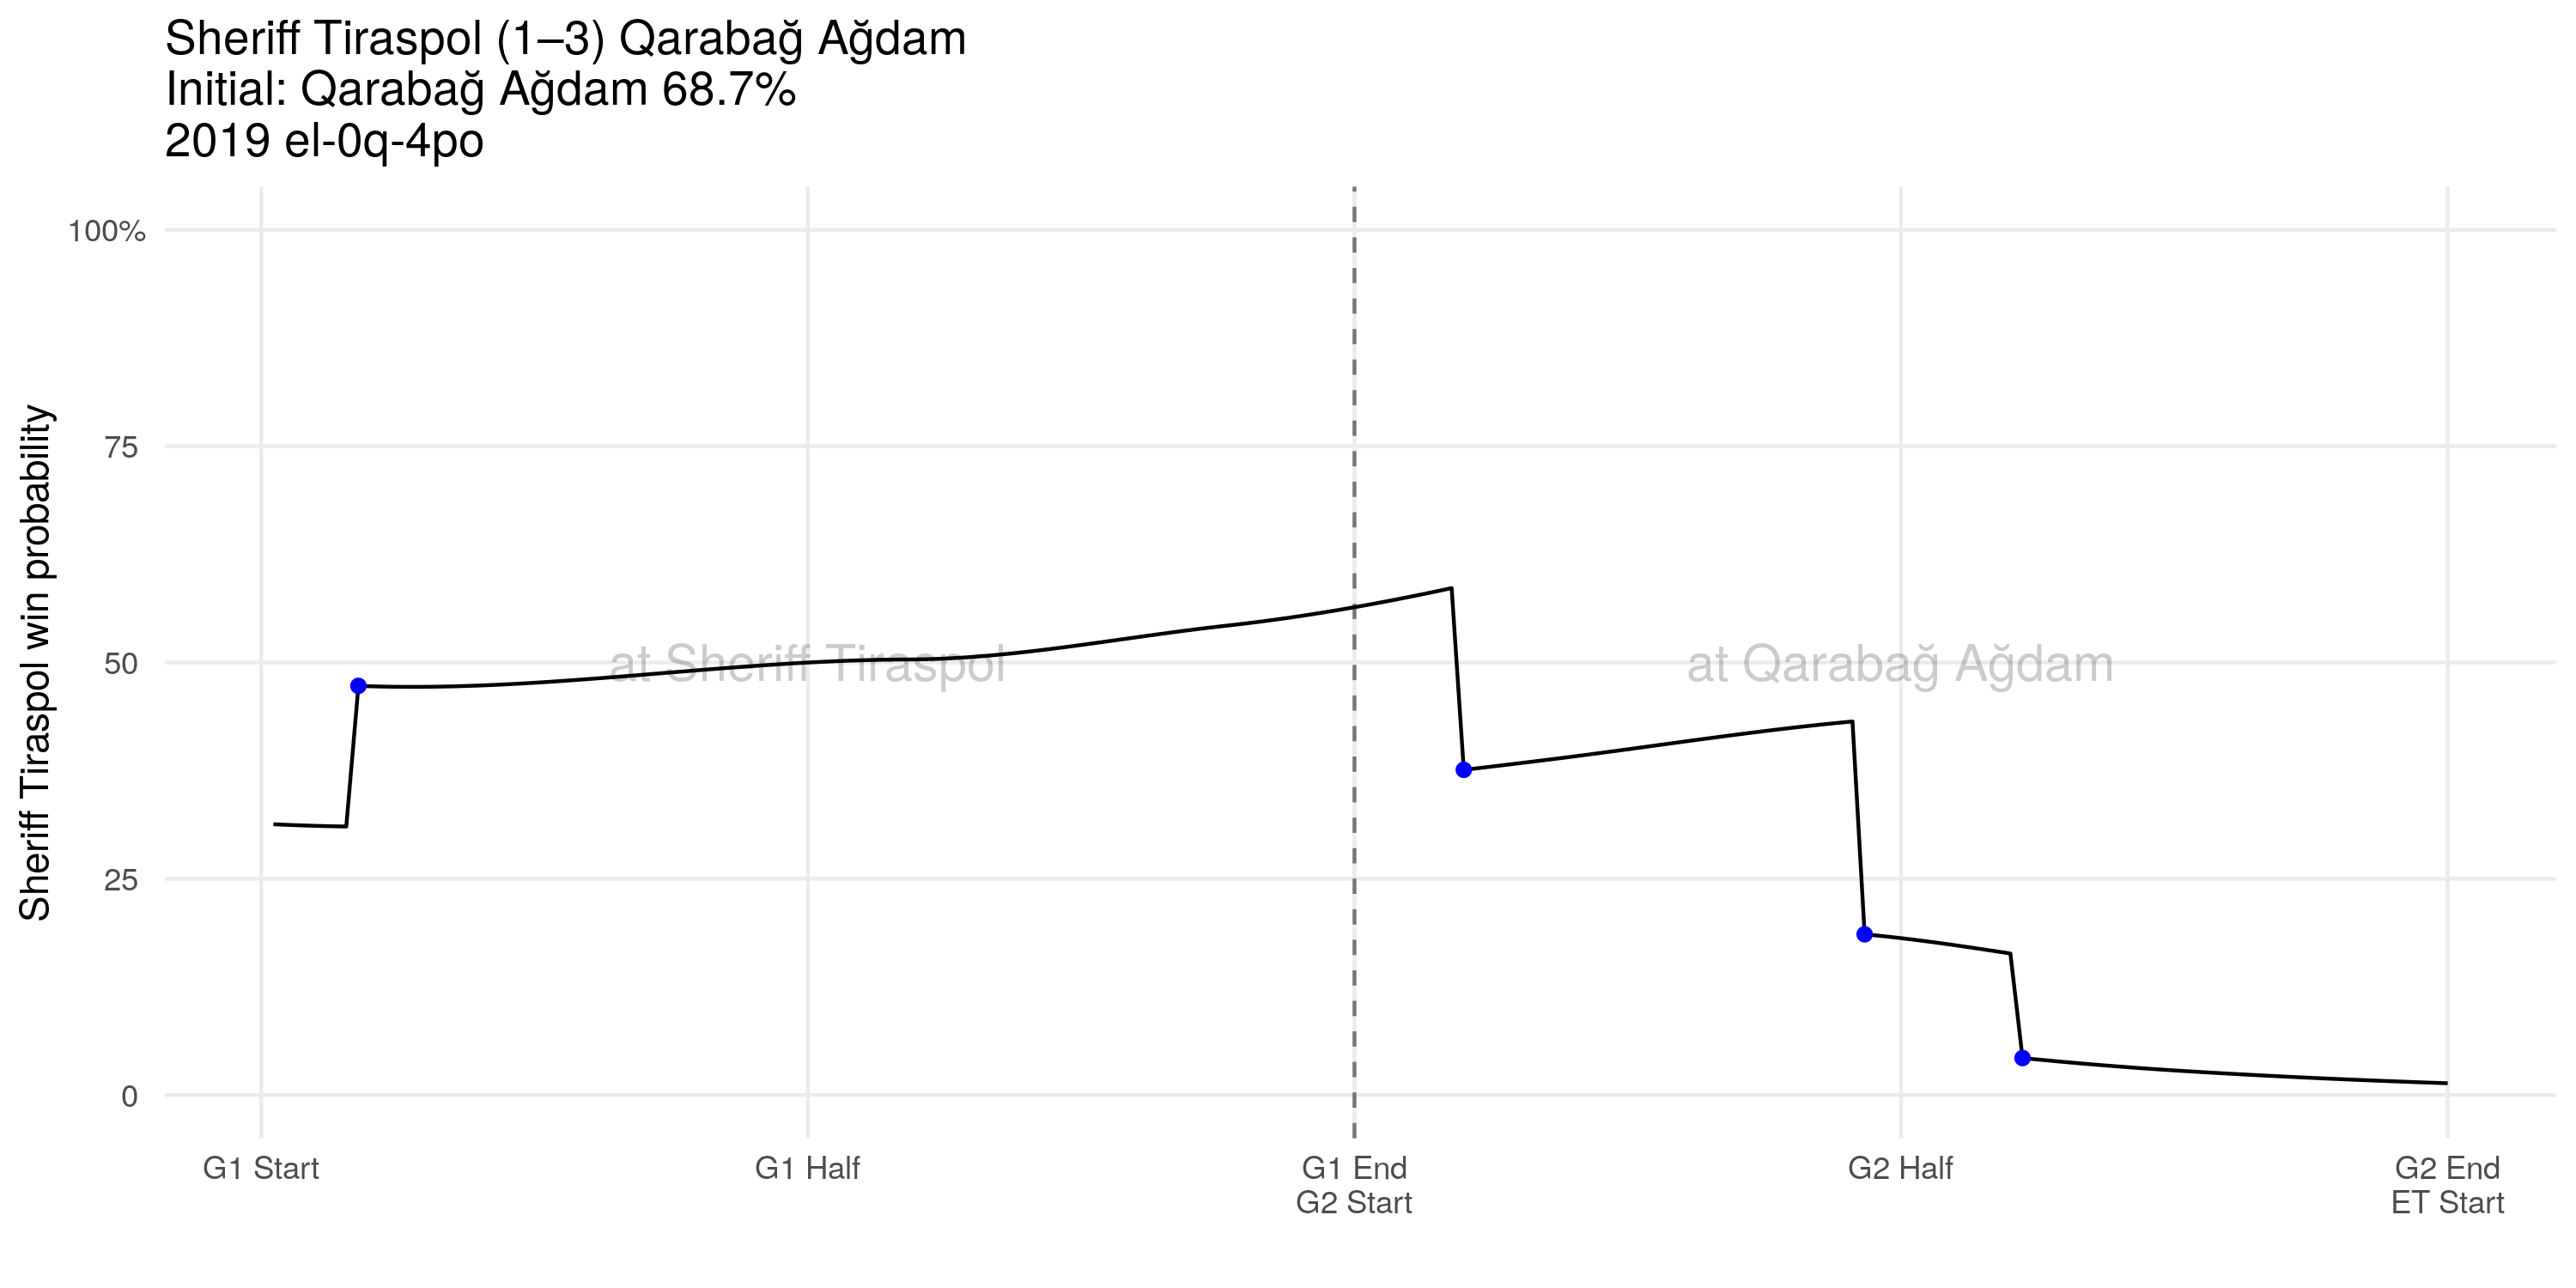 Sheriff Tiraspol (1–3) Qarabağ Ağdam
Initial: Qarabağ Ağdam 68.7%
2019 el-0q-4po
Sheriff Tiraspol win probability
100%
75
50
25
0
at Sheriff Tiraspol
at Qarabağ Ağdam
G1 Start
G1 Half
G1 End
G2 Start
G2 Half
G2 End
ET Start